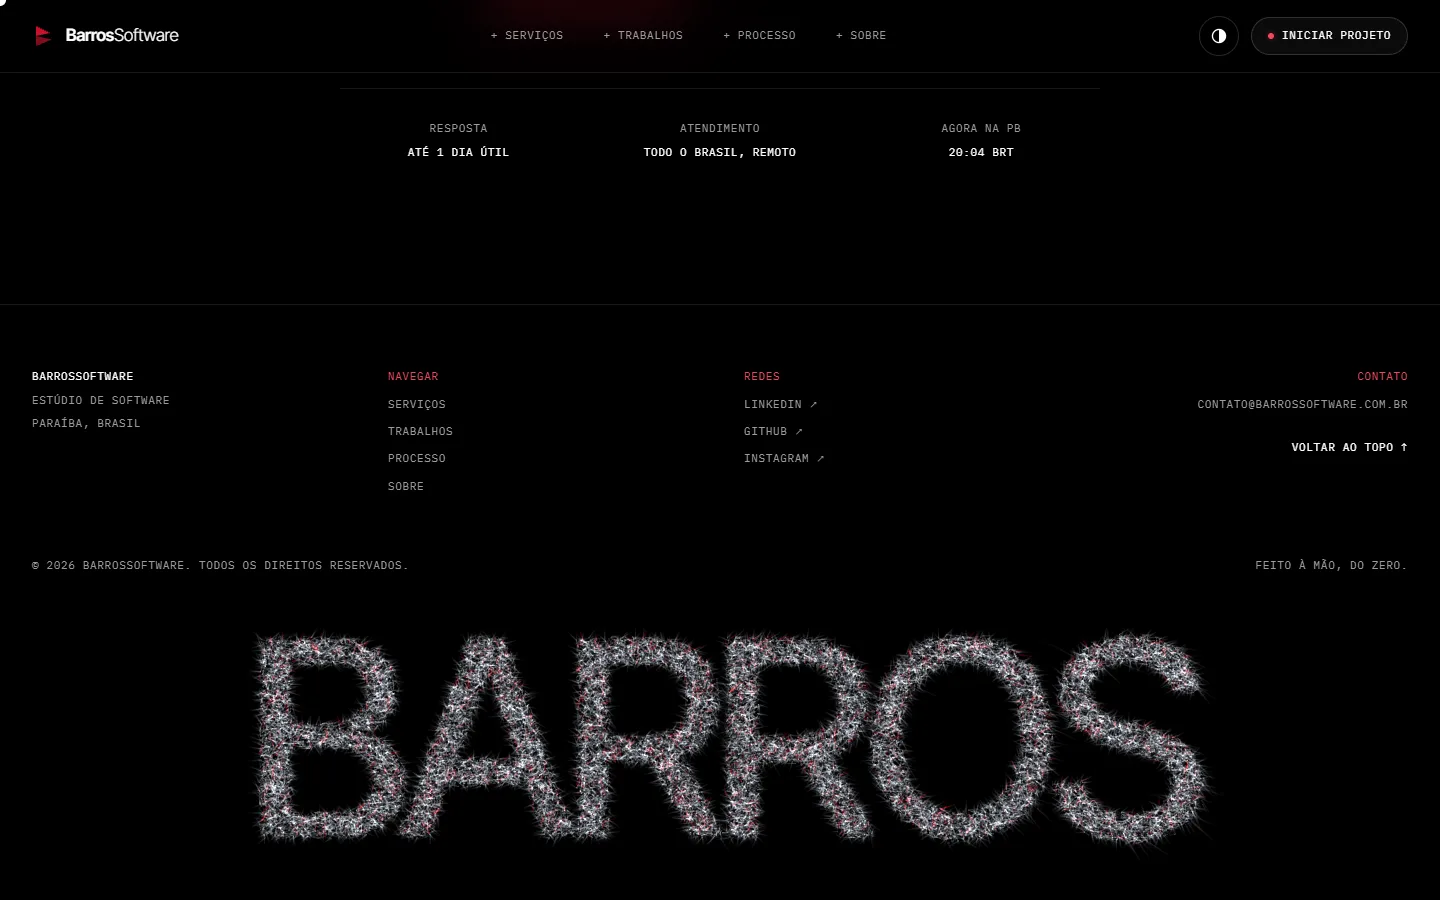 BarrosSoftware
+ SERVIÇOS
+ TRABALHOS
+ PROCESSO
+ SOBRE
INICIAR PROJETO
RESPOSTA
ATÉ 1 DIA ÚTIL
ATENDIMENTO
TODO O BRASIL, REMOTO
AGORA NA PB
20:04 BRT
BARROSSOFTWARE
ESTÚDIO DE SOFTWARE
PARAÍBA, BRASIL
NAVEGAR
SERVIÇOS
TRABALHOS
PROCESSO
SOBRE
REDES
LINKEDIN ↗
GITHUB ↗
INSTAGRAM ↗
CONTATO
CONTATO@BARROSSOFTWARE.COM.BR
VOLTAR AO TOPO ↑
© 2026 BARROSSOFTWARE. TODOS OS DIREITOS RESERVADOS.
FEITO À MÃO, DO ZERO.
BARROS